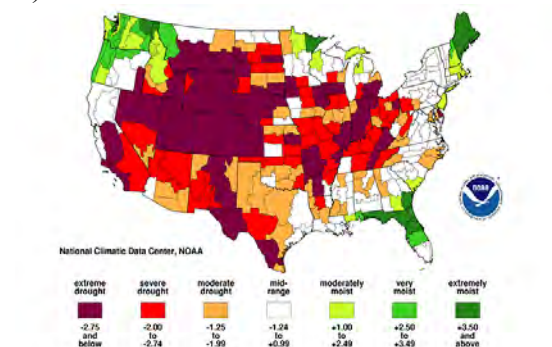 noaa
National Climatic Data Center, NOAA
extreme drought
severe drought
moderate drought
mid-range
moderately moist
very moist
extremely moist
-2.75 and below
-2.00 to -2.74
-1.25 to -1.99
-1.24 to +0.99
+1.00 to +2.49
+2.50 to +3.49
+3.50 and above